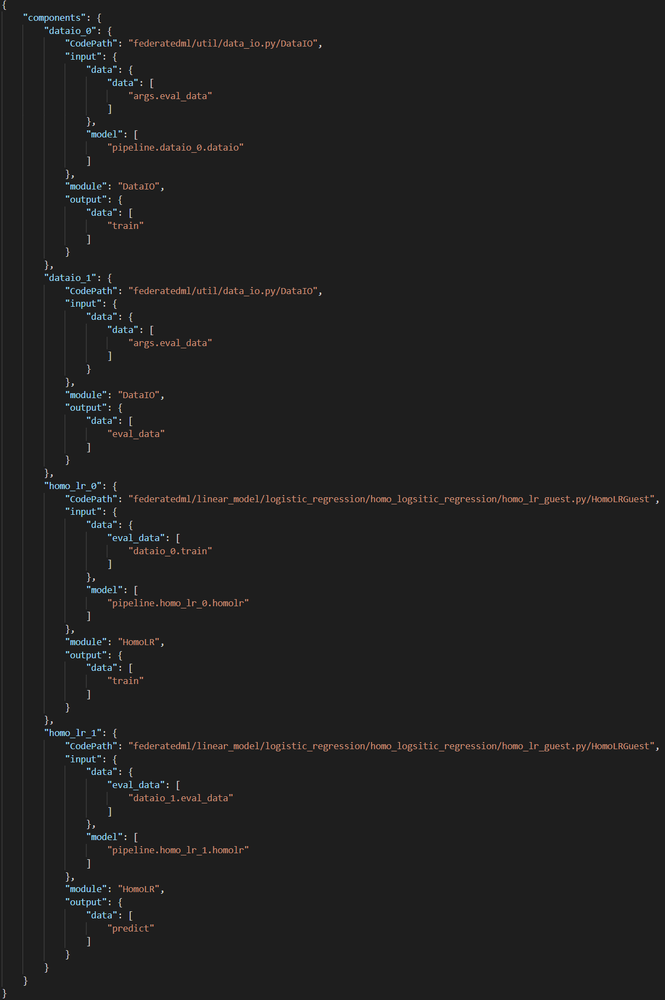 {
    "components": {
        "dataio_0": {
            "CodePath": "federatedml/util/data_io.py/DataIO",
            "input": {
                "data": {
                    "data": [
                        "args.eval_data"
                    ]
                },
                "model": [
                    "pipeline.dataio_0.dataio"
                ]
            },
            "module": "DataIO",
            "output": {
                "data": [
                    "train"
                ]
            }
        },
        "dataio_1": {
            "CodePath": "federatedml/util/data_io.py/DataIO",
            "input": {
                "data": {
                    "data": [
                        "args.eval_data"
                    ]
                }
            },
            "module": "DataIO",
            "output": {
                "data": [
                    "eval_data"
                ]
            }
        },
        "homo_lr_0": {
            "CodePath": "federatedml/linear_model/logistic_regression/homo_logsitic_regression/homo_lr_guest.py/HomoLRGuest",
            "input": {
                "data": {
                    "eval_data": [
                        "dataio_0.train"
                    ]
                },
                "model": [
                    "pipeline.homo_lr_0.homolr"
                ]
            },
            "module": "HomoLR",
            "output": {
                "data": [
                    "train"
                ]
            }
        },
        "homo_lr_1": {
            "CodePath": "federatedml/linear_model/logistic_regression/homo_logsitic_regression/homo_lr_guest.py/HomoLRGuest",
            "input": {
                "data": {
                    "eval_data": [
                        "dataio_1.eval_data"
                    ]
                },
                "model": [
                    "pipeline.homo_lr_1.homolr"
                ]
            },
            "module": "HomoLR",
            "output": {
                "data": [
                    "predict"
                ]
            }
        }
    }
}